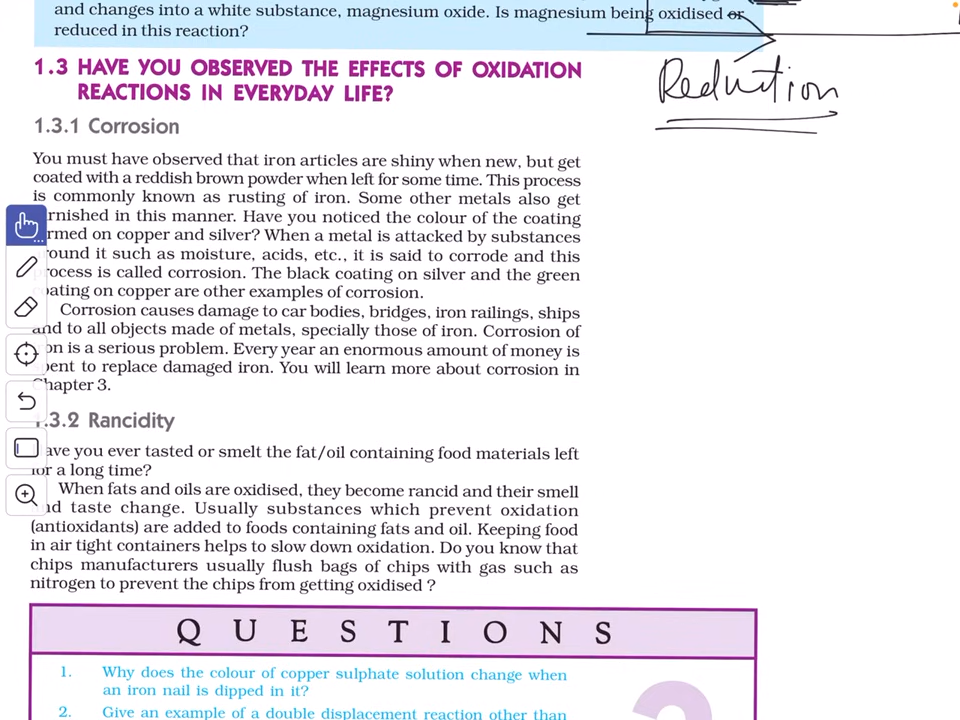 and changes into a white substance, magnesium oxide. Is magnesium being oxidised or
reduced in this reaction?
Reduction
1.3 HAVE YOU OBSERVED THE EFFECTS OF OXIDATION
REACTIONS IN EVERYDAY LIFE?
1.3.1 Corrosion
You must have observed that iron articles are shiny when new, but get
coated with a reddish brown powder when left for some time. This process
is commonly known as rusting of iron. Some other metals also get
rnished in this manner. Have you noticed the colour of the coating
rmed on copper and silver? When a metal is attacked by substances
round it such as moisture, acids, etc., it is said to corrode and this
rocess is called corrosion. The black coating on silver and the green
oating on copper are other examples of corrosion.
Corrosion causes damage to car bodies, bridges, iron railings, ships
and to all objects made of metals, specially those of iron. Corrosion of
on is a serious problem. Every year an enormous amount of money is
pent to replace damaged iron. You will learn more about corrosion in
Chapter 3.
.3.2 Rancidity
ave you ever tasted or smelt the fat/oil containing food materials left
for a long time?
When fats and oils are oxidised, they become rancid and their smell
nd taste change. Usually substances which prevent oxidation
(antioxidants) are added to foods containing fats and oil. Keeping food
in air tight containers helps to slow down oxidation. Do you know that
chips manufacturers usually flush bags of chips with gas such as
nitrogen to prevent the chips from getting oxidised ?
QUESTIONS
1. Why does the colour of copper sulphate solution change when
an iron nail is dipped in it?
2. Give an example of a double displacement reaction other than